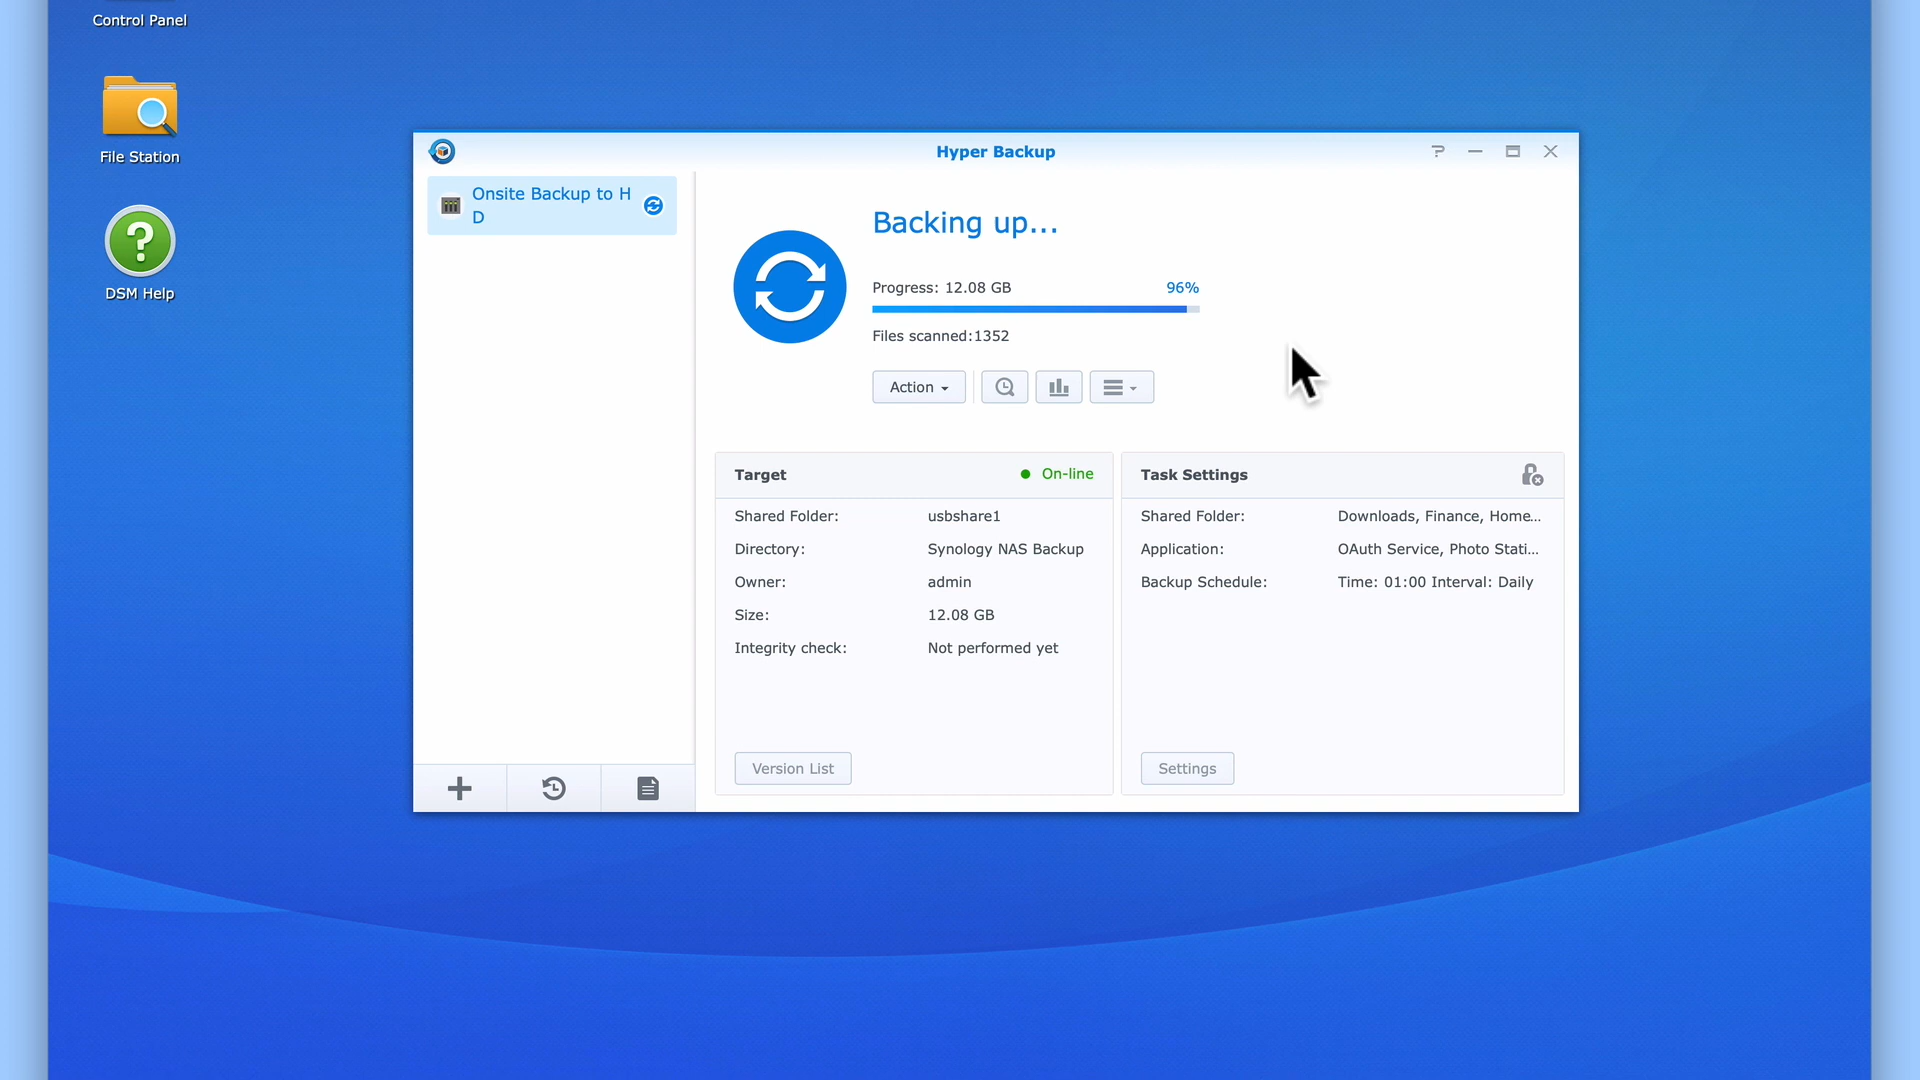 Control Panel
File Station
DSM Help
Hyper Backup
Onsite Backup to H
D
Backing up...
Progress: 12.08 GB 96%
Files scanned:1352
Action
Target On-line
Shared Folder: usbshare1
Directory: Synology NAS Backup
Owner: admin
Size: 12.08 GB
Integrity check: Not performed yet
Version List
Task Settings
Shared Folder: Downloads, Finance, Home...
Application: OAuth Service, Photo Stati...
Backup Schedule: Time: 01:00 Interval: Daily
Settings